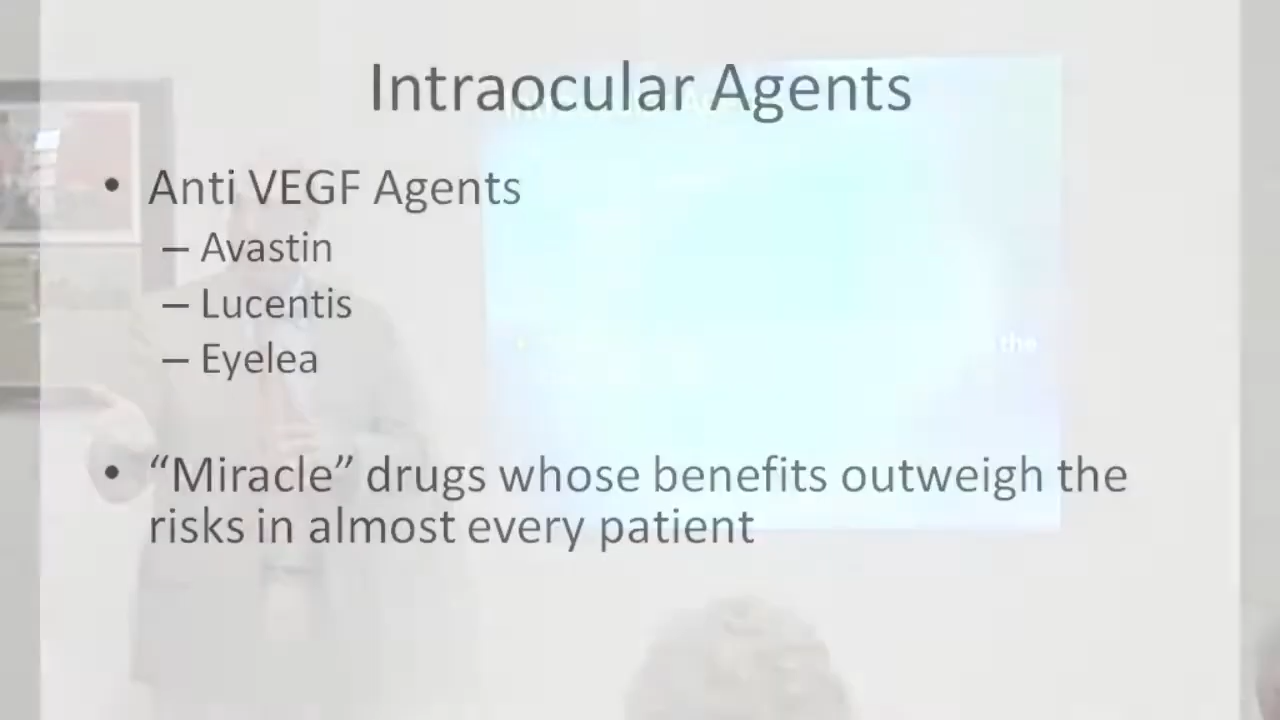 Intraocular Agents
• Anti VEGF Agents
– Avastin
– Lucentis
– Eyelea
• “Miracle” drugs whose benefits outweigh the
risks in almost every patient
the